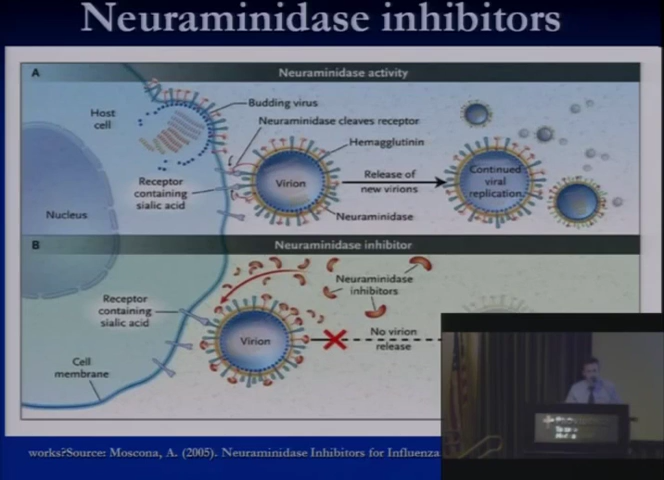 Neuraminidase inhibitors
A
Neuraminidase activity
Host
cell
Budding virus
Neuraminidase cleaves receptor
Hemagglutinin
Receptor
containing
sialic acid
Virion
Release of
new virions
Continued
viral
replication
Nucleus
Neuraminidase
B
Neuraminidase inhibitor
Neuraminidase
inhibitors
Receptor
containing
sialic acid
Virion
No virion
release
Cell
membrane
works?Source: Moscona, A. (2005). Neuraminidase Inhibitors for Influenza